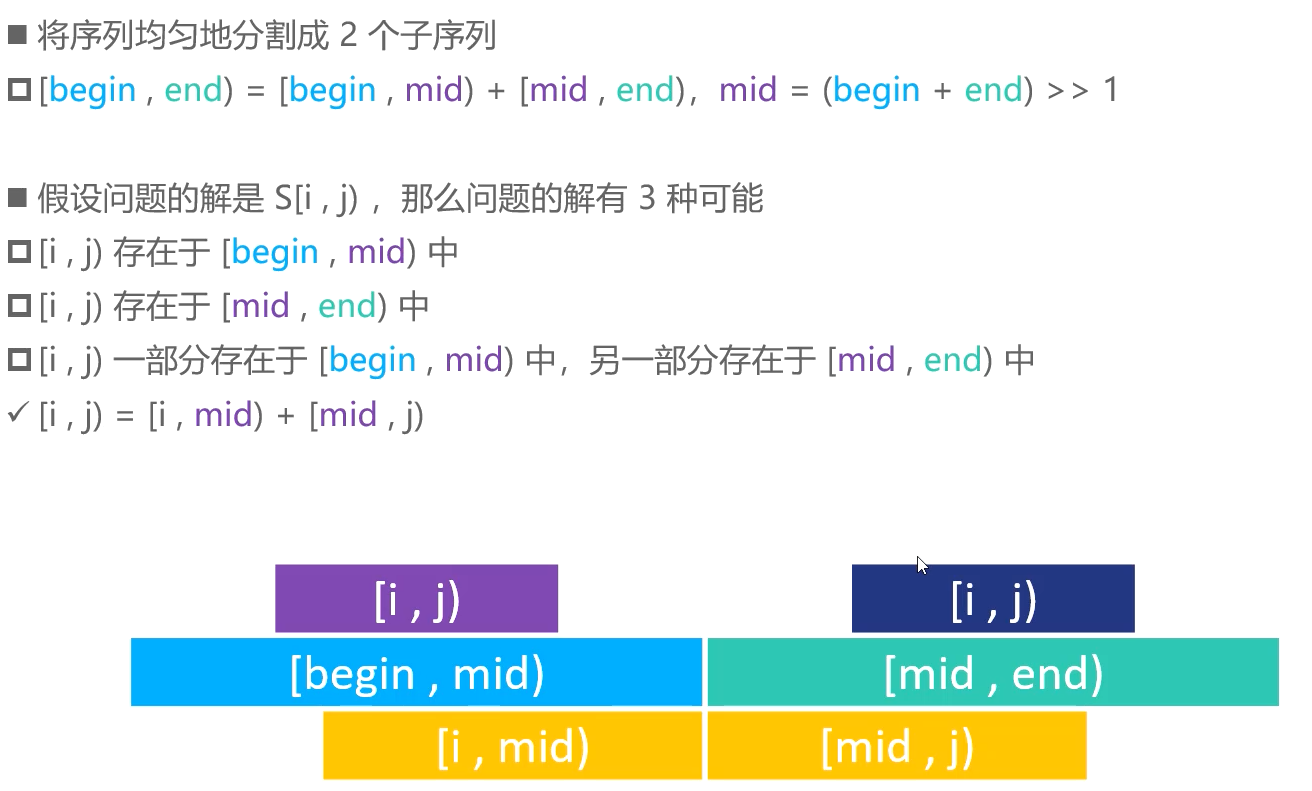 将序列均匀地分割成 2 个子序列
[begin , end) = [begin , mid) + [mid , end)，mid = (begin + end) >> 1
假设问题的解是 S[i , j) ，那么问题的解有 3 种可能
[i , j) 存在于 [begin , mid) 中
[i , j) 存在于 [mid , end) 中
[i , j) 一部分存在于 [begin , mid) 中，另一部分存在于 [mid , end) 中
✓ [i , j) = [i , mid) + [mid , j)
[i , j) [i , j)
[begin , mid) [mid , end)
[i , mid) [mid , j)